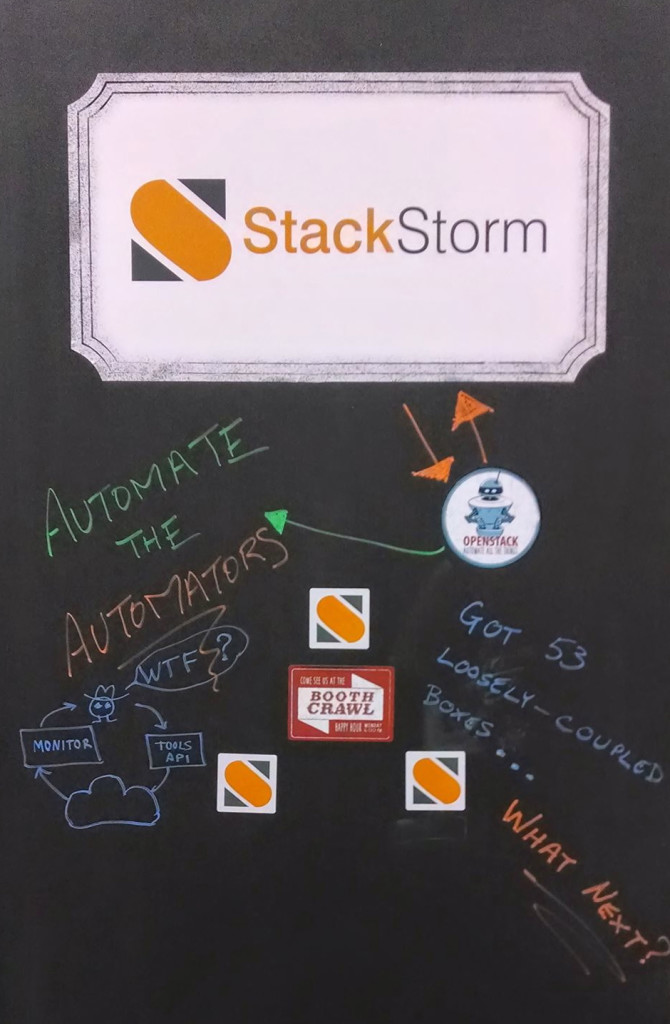 StackStorm
AUTOMATE
THE
AUTOMATORS
OPENSTACK
AUTOMATE ALL THE THINGS
GOT 53
LOOSELY-COUPLED
BOXES...
WHAT NEXT?
WTF?
MONITOR
TOOLS
API
COME SEE US AT THE
BOOTH
CRAWL
HAPPY HOUR MONDAY